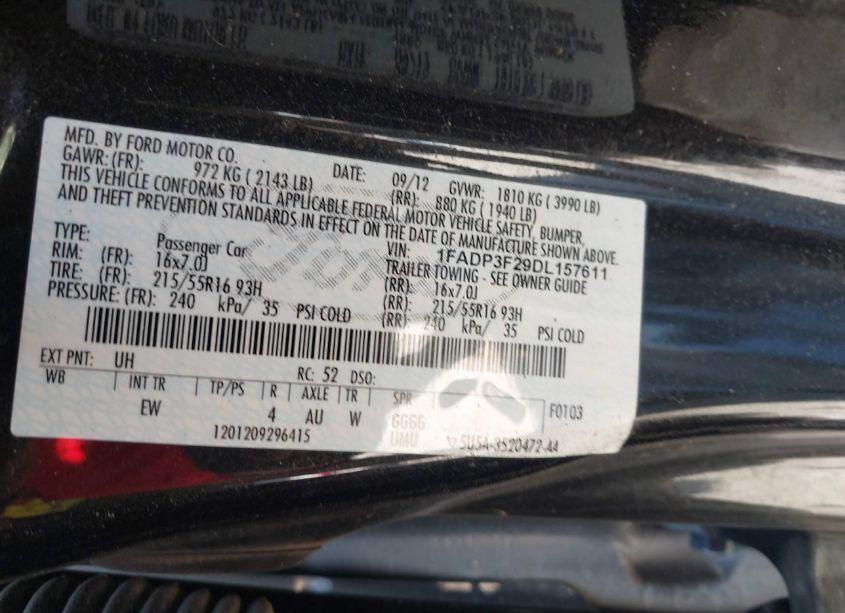 MFD. BY FORD MOTOR CO. DATE: 09/12 GVWR: 1810 KG ( 3990 LB)
GAWR: (FR): 972 KG ( 2143 LB) (RR): 880 KG ( 1940 LB)
THIS VEHICLE CONFORMS TO ALL APPLICABLE FEDERAL MOTOR VEHICLE SAFETY, BUMPER,
AND THEFT PREVENTION STANDARDS IN EFFECT ON THE DATE OF MANUFACTURE SHOWN ABOVE.
VIN: 1FADP3F29DL157611
TYPE: Passenger Car TRAILER TOWING - SEE OWNER GUIDE
RIM: (FR): 16x7.0J (RR): 16x7.0J
TIRE: (FR): 215/55R16 93H (RR): 215/55R16 93H
PRESSURE: (FR): 240 kPa/ 35 PSI COLD (RR): 240 kPa/ 35 PSI COLD
EXT PNT: UH RC: 52 DSO:
WB INT TR TP/PS R AXLE TR SPR F0103
EW 4 AU W GGGG
1201209296415 UMU